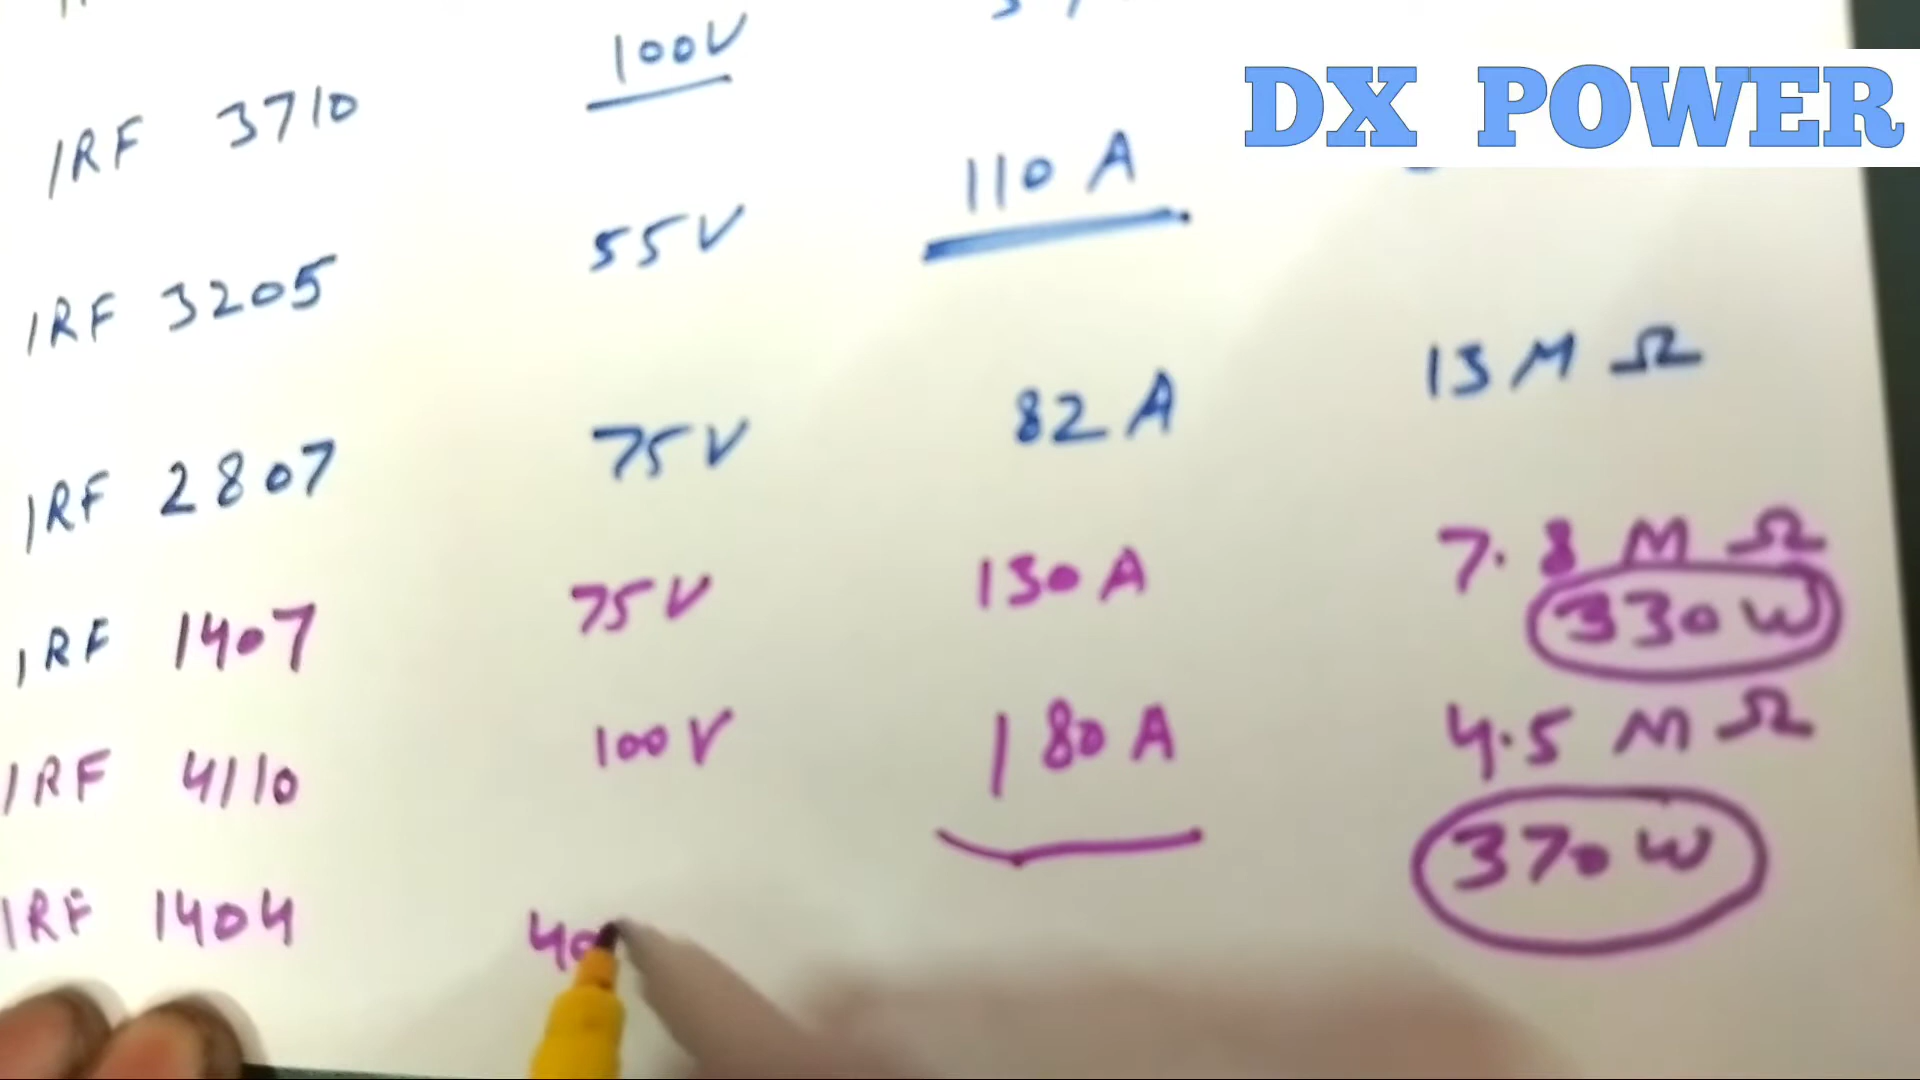 DX POWER
IRF 3710 100V
IRF 3205 55V 110 A
IRF 2807 75V 82 A 13 M Ω
IRF 1407 75V 130 A 7.8 M Ω
330 W
IRF 4110 100V 180 A 4.5 M Ω
370 W
IRF 1404 40